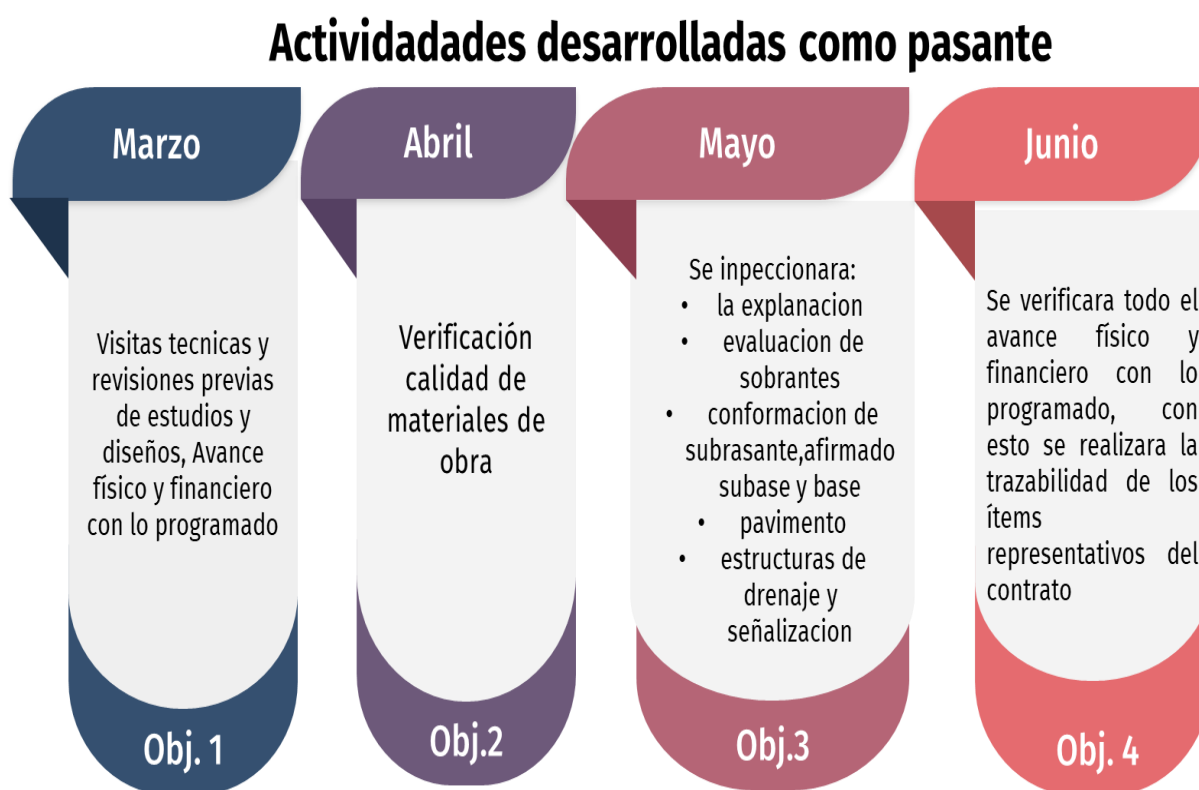 Actividadades desarrolladas como pasante
Marzo
Visitas tecnicas y
revisiones previas
de estudios y
diseños, Avance
físico y financiero
con lo programado
Obj. 1
Abril
Verificación
calidad de
materiales de
obra
Obj.2
Mayo
Se inpeccionara:
• la explanacion
• evaluacion de
sobrantes
• conformacion de
subrasante,afirmado
subase y base
• pavimento
• estructuras de
drenaje y
señalizacion
Obj.3
Junio
Se verificara todo el
avance físico y
financiero con lo
programado, con
esto se realizara la
trazabilidad de los
ítems
representativos del
contrato
Obj. 4